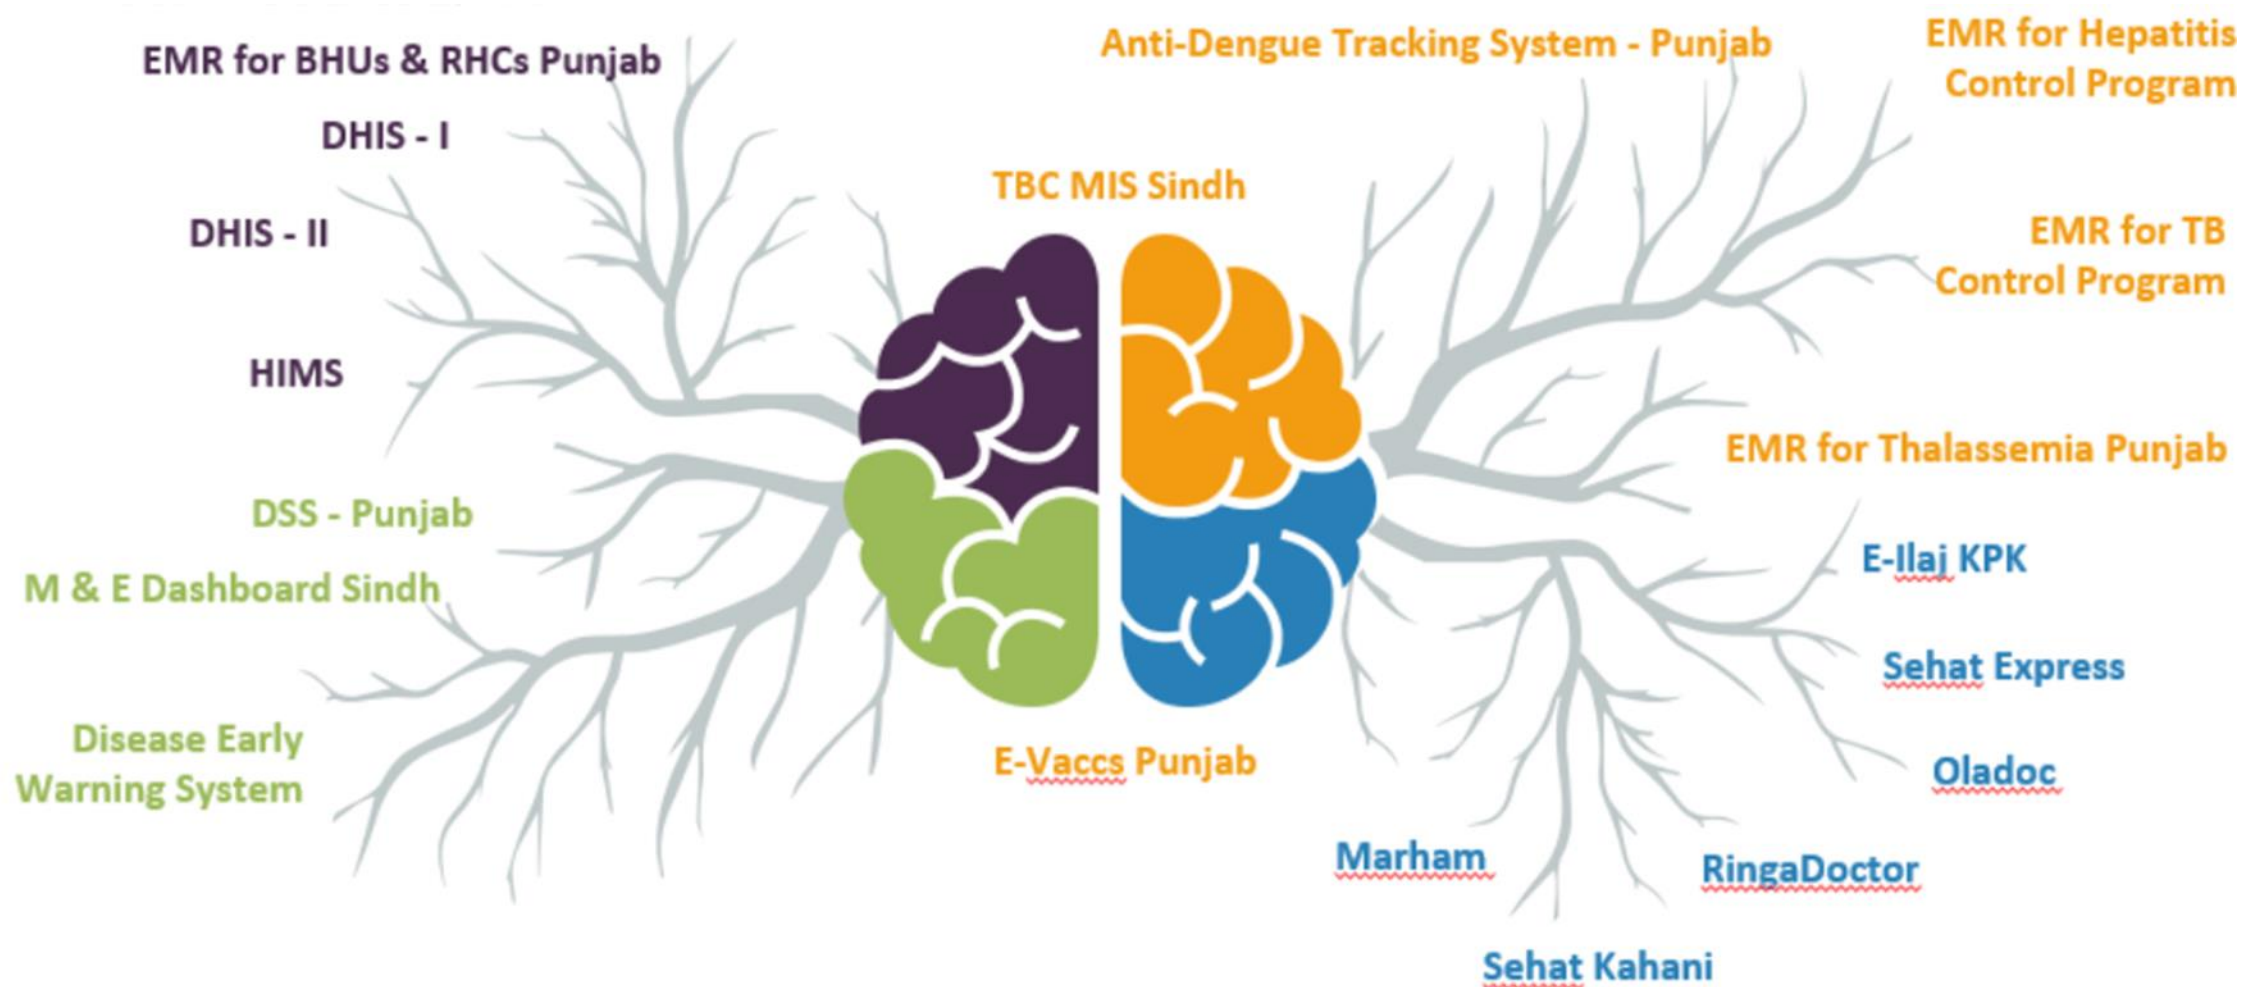 EMR for BHUs & RHCs Punjab
DHIS - I
DHIS - II
HIMS
DSS - Punjab
M & E Dashboard Sindh
Disease Early
Warning System
TBC MIS Sindh
E-Vaccs Punjab
Anti-Dengue Tracking System - Punjab
EMR for Hepatitis
Control Program
EMR for TB
Control Program
EMR for Thalassemia Punjab
E-Ilaj KPK
Sehat Express
Oladoc
RingaDoctor
Marham
Sehat Kahani